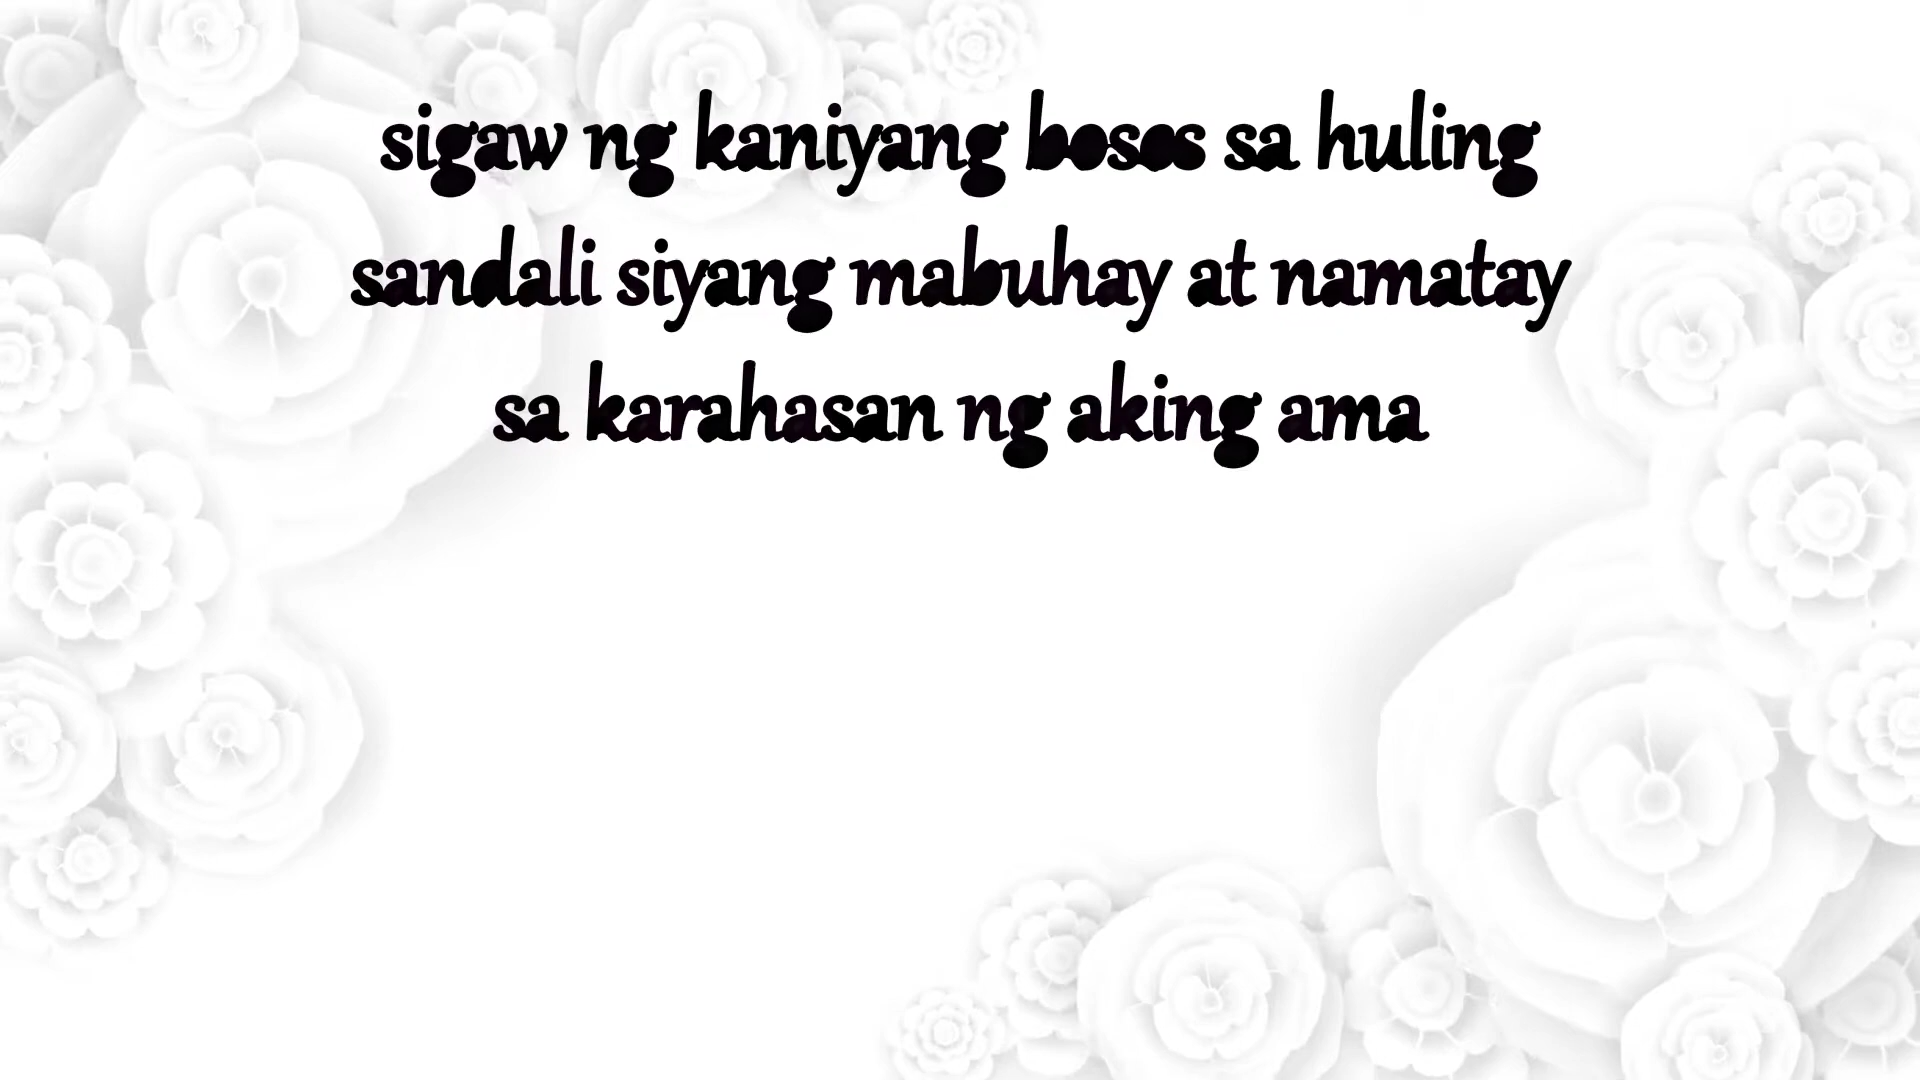 sigaw ng kaniyang boses sa huling
sandali siyang mabuhay at namatay
sa karahasan ng aking ama